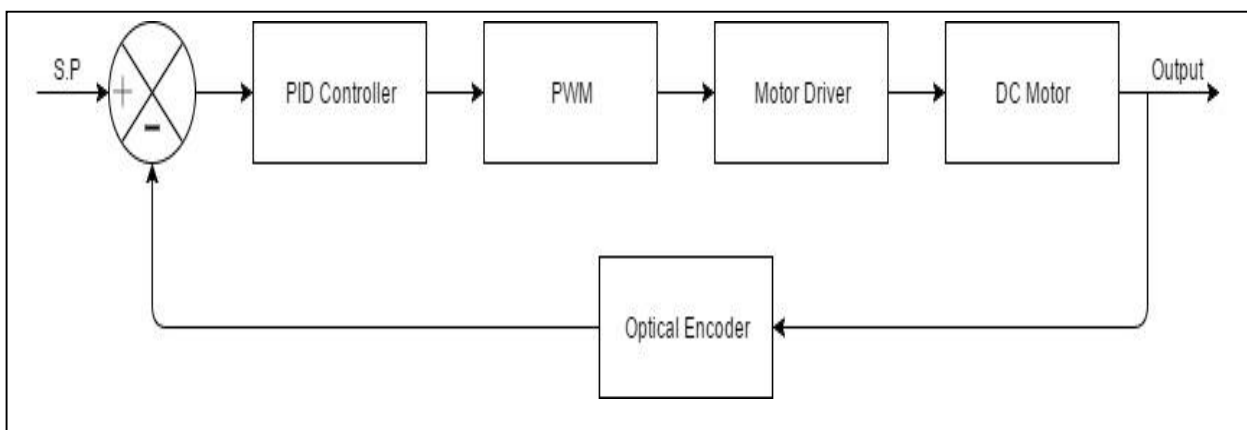 S.P
+
-
PID Controller
PWM
Motor Driver
DC Motor
Output
Optical Encoder